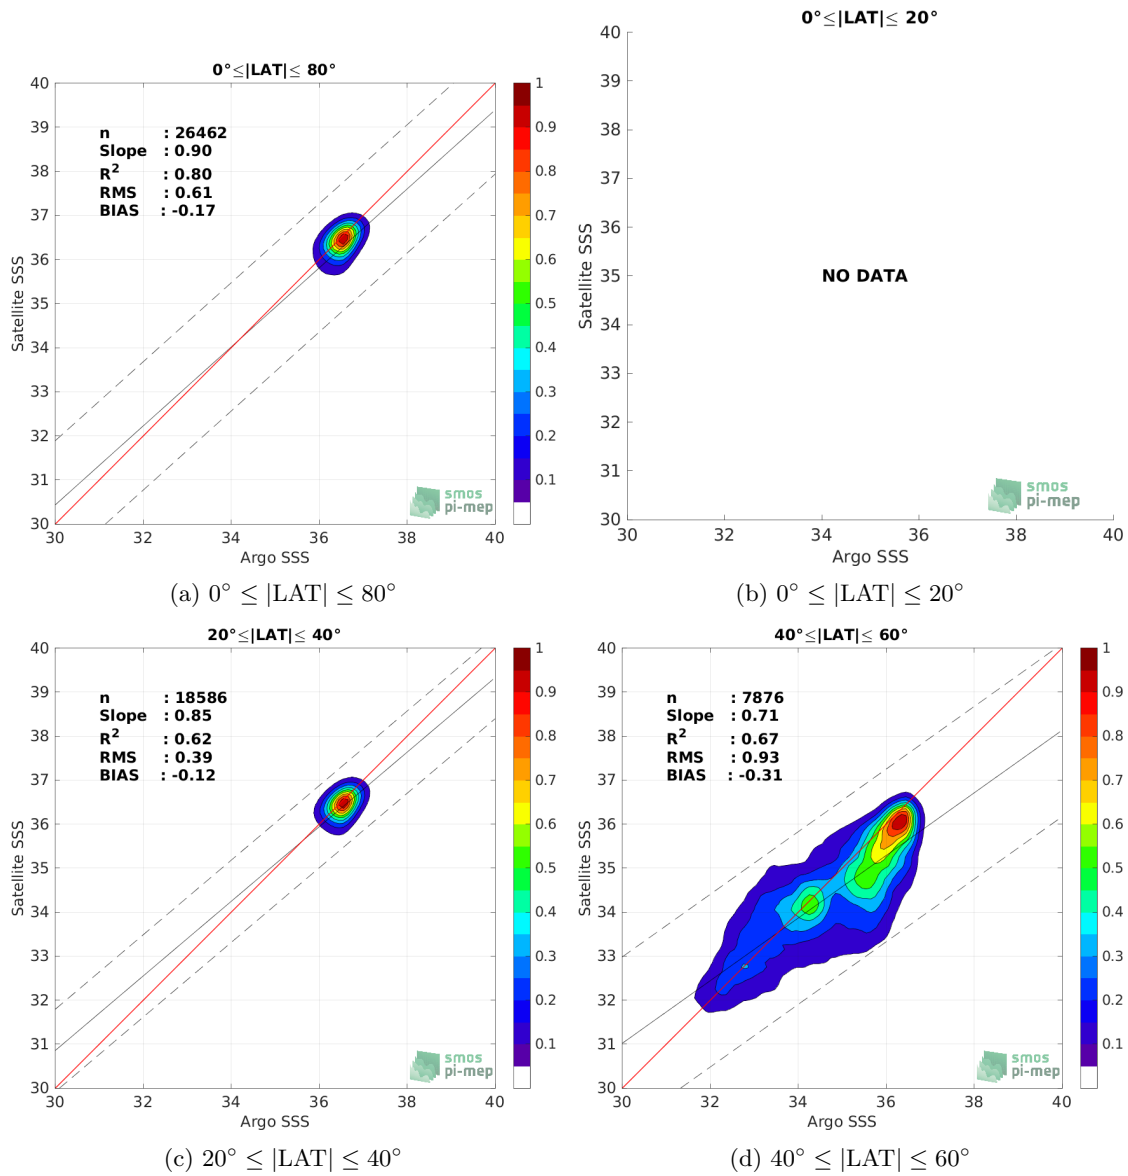 0°≤|LAT|≤ 80°
40
39
38
37
36
35
34
33
32
31
30
Satellite SSS
n : 26462
Slope : 0.90
R² : 0.80
RMS : 0.61
BIAS : -0.17
smos
pi-mep
30 32 34 36 38 40
Argo SSS
1
0.9
0.8
0.7
0.6
0.5
0.4
0.3
0.2
0.1
(a) 0° ≤ |LAT| ≤ 80°
0°≤|LAT|≤ 20°
40
39
38
37
36
35
34
33
32
31
30
Satellite SSS
NO DATA
smos
pi-mep
30 32 34 36 38 40
Argo SSS
(b) 0° ≤ |LAT| ≤ 20°
20°≤|LAT|≤ 40°
40
39
38
37
36
35
34
33
32
31
30
Satellite SSS
n : 18586
Slope : 0.85
R² : 0.62
RMS : 0.39
BIAS : -0.12
smos
pi-mep
30 32 34 36 38 40
Argo SSS
1
0.9
0.8
0.7
0.6
0.5
0.4
0.3
0.2
0.1
(c) 20° ≤ |LAT| ≤ 40°
40°≤|LAT|≤ 60°
40
39
38
37
36
35
34
33
32
31
30
Satellite SSS
n : 7876
Slope : 0.71
R² : 0.67
RMS : 0.93
BIAS : -0.31
smos
pi-mep
30 32 34 36 38 40
Argo SSS
1
0.9
0.8
0.7
0.6
0.5
0.4
0.3
0.2
0.1
(d) 40° ≤ |LAT| ≤ 60°